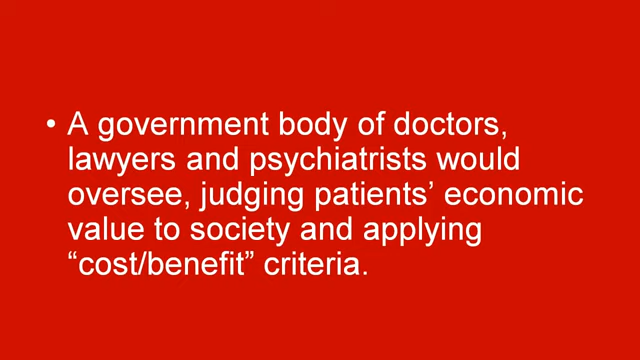 • A government body of doctors,
lawyers and psychiatrists would
oversee, judging patients’ economic
value to society and applying
“cost/benefit” criteria.